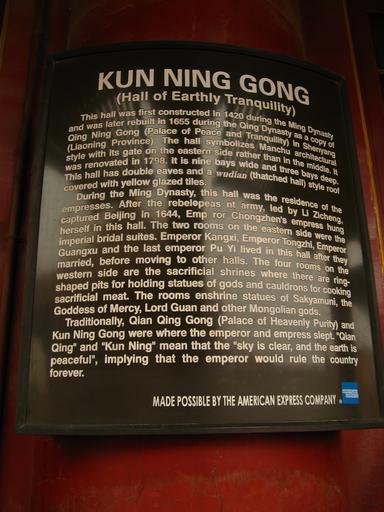 KUN NING GONG
(Hall of Earthly Tranquility)
This hall was first constructed in 1420 during the Ming Dynasty
and was later rebuilt in 1655 during the Qing Dynasty as a copy of
Qing Ning Gong (Palace of Peace and Tranquility) in Shenyang
(Liaoning Province). The hall symbolizes Manchu architectural
style with its gate on the eastern side rather than in the middle. It
was renovated in 1798. It is nine bays wide and three bays deep.
This hall has double eaves and a wudian (thatched hall) style roof
covered with yellow glazed tiles.
During the Ming Dynasty, this hall was the residence of the
empresses. After the rebelepeas nt army, led by Li Zicheng,
captured Beijing in 1644, Emp ror Chongzhen's empress hung
herself in this hall. The two rooms on the eastern side were the
imperial bridal suites. Emperor Kangxi, Emperor Tongzhi, Emperor
Guangxu and the last emperor Pu Yi lived in this hall after they
married, before moving to other halls. The four rooms on the
western side are the sacrificial shrines where there are ring-
shaped pits for holding statues of gods and cauldrons for cooking
sacrificial meat. The rooms enshrine statues of Sakyamuni, the
Goddess of Mercy, Lord Guan and other Mongolian gods.
Traditionally, Qian Qing Gong (Palace of Heavenly Purity) and
Kun Ning Gong were where the emperor and empress slept. "Qian
Qing" and "Kun Ning" mean that the "sky is clear, and the earth is
peaceful", implying that the emperor would rule the country
forever.
MADE POSSIBLE BY THE AMERICAN EXPRESS COMPANY